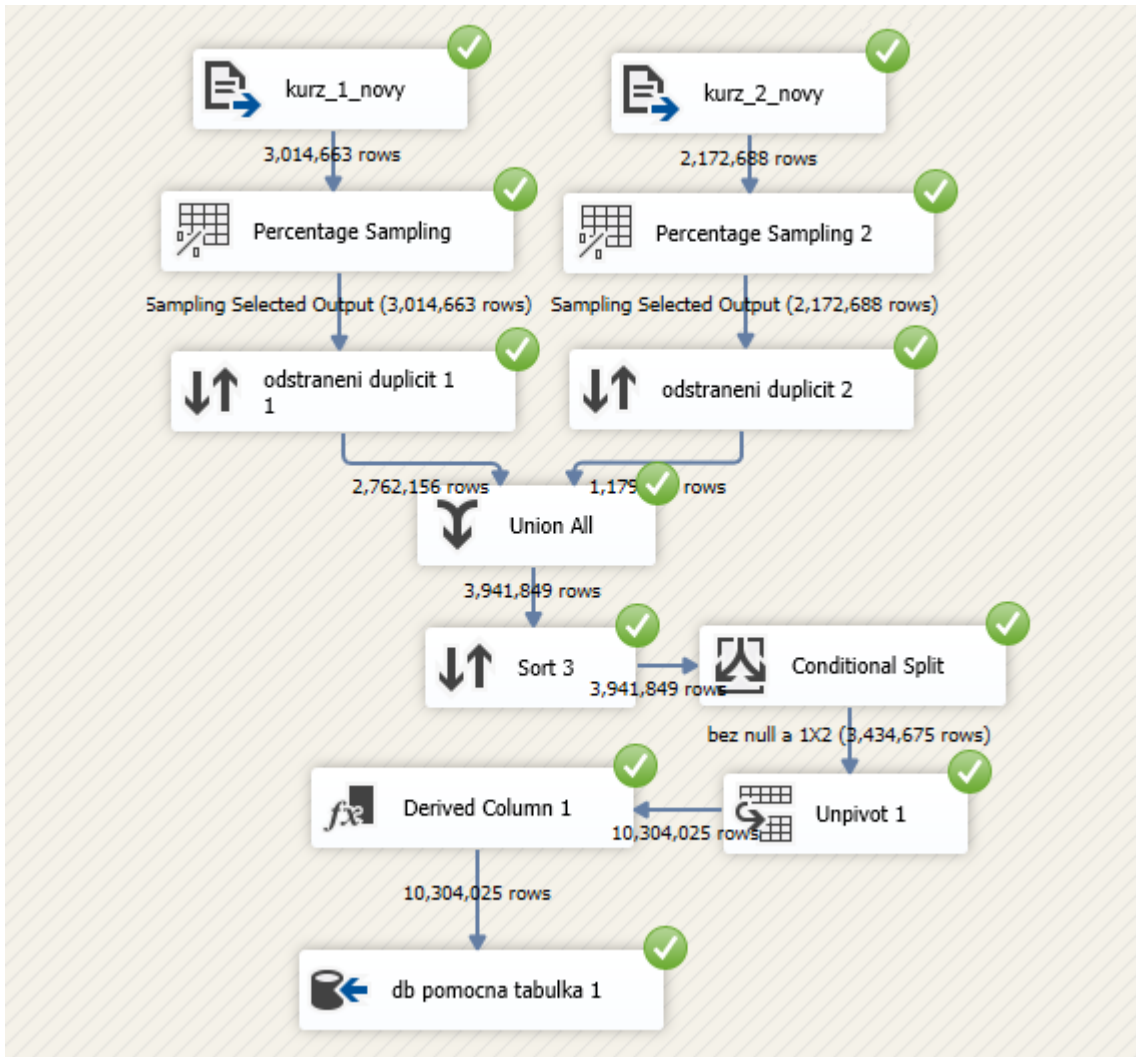 kurz_1_novy
kurz_2_novy
3,014,663 rows
2,172,688 rows
Percentage Sampling
Percentage Sampling 2
Sampling Selected Output (3,014,663 rows)
Sampling Selected Output (2,172,688 rows)
odstraneni duplicit 1
1
odstraneni duplicit 2
2,762,156 rows
rows
Union All
3,941,849 rows
Sort 3
3,941,849 rows
Conditional Split
bez null a 1X2 (3,434,675 rows)
Derived Column 1
Unpivot 1
10,304,025 rows
10,304,025 rows
db pomocna tabulka 1